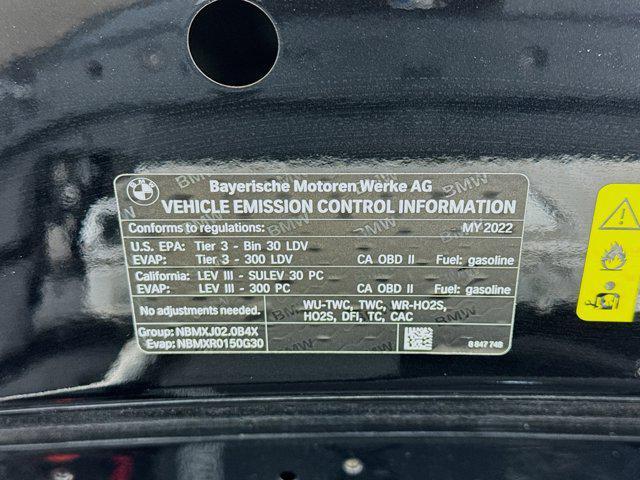 Bayerische Motoren Werke AG
VEHICLE EMISSION CONTROL INFORMATION
Conforms to regulations: MY 2022
U.S. EPA: Tier 3 - Bin 30 LDV
EVAP: Tier 3 - 300 LDV CA OBD II Fuel: gasoline
California: LEV III - SULEV 30 PC
EVAP: LEV III - 300 PC CA OBD II Fuel: gasoline
No adjustments needed. WU-TWC, TWC, WR-HO2S,
HO2S, DFI, TC, CAC
Group: NBMXJ02.0B4X
Evap: NBMXR0150G30
8 847 748